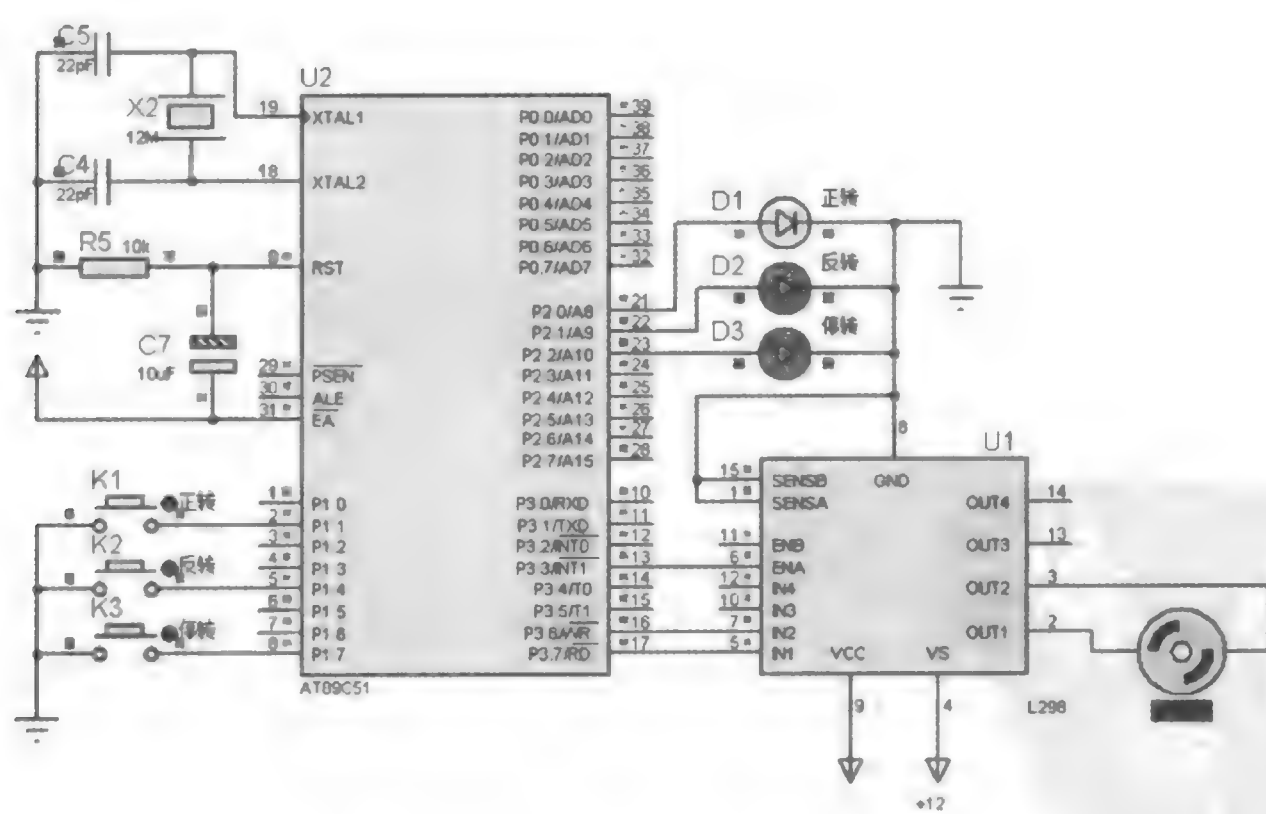 C5
22pF
X2
12M
C4
22pF
R5 10k
C7
10uF
K1
正转
K2
反转
K3
停转
U2
19
XTAL1
18
XTAL2
RST
29
PSEN
30
ALE
31
EA
1
P1.0
2
P1.1
3
P1.2
4
P1.3
5
P1.4
6
P1.5
7
P1.6
8
P1.7
P0.0/AD0
39
P0.1/AD1
38
P0.2/AD2
37
P0.3/AD3
36
P0.4/AD4
35
P0.5/AD5
34
P0.6/AD6
33
P0.7/AD7
32
P2.0/A8
21
P2.1/A9
22
P2.2/A10
23
P2.3/A11
24
P2.4/A12
25
P2.5/A13
26
P2.6/A14
27
P2.7/A15
28
P3.0/RXD
10
P3.1/TXD
11
P3.2/INT0
12
P3.3/INT1
13
P3.4/T0
14
P3.5/T1
15
P3.6/WR
16
P3.7/RD
17
AT89C51
D1
正转
D2
反转
D3
停转
U1
8
GND
15
SENSB
1
SENSA
11
ENB
6
ENA
12
IN4
10
IN3
7
IN2
5
IN1
OUT4
14
OUT3
13
OUT2
3
OUT1
2
VCC
VS
9
4
L298
+12